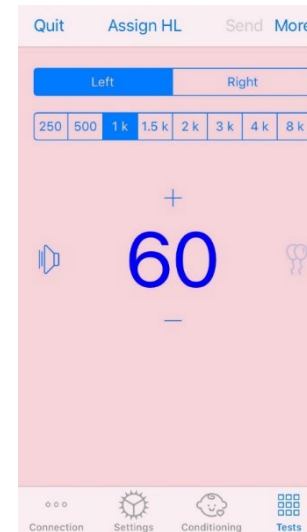 Quit Assign HL Send More
Left Right
250 500 1 k 1.5 k 2 k 3 k 4 k 8 k
+
60
−
Connection Settings Conditioning Tests